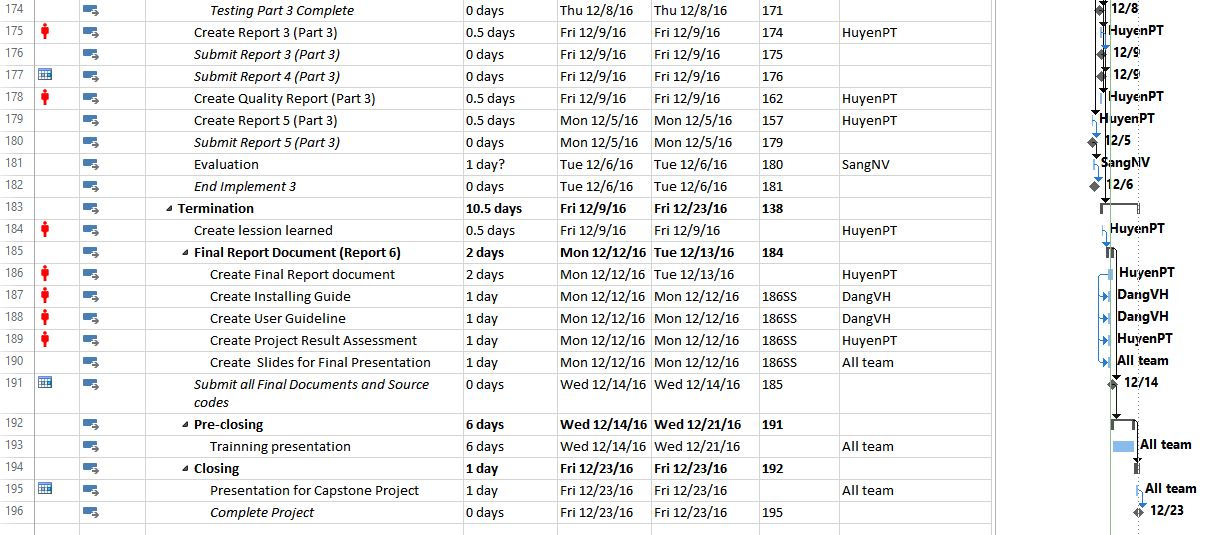 174 Testing Part 3 Complete 0 days Thu 12/8/16 Thu 12/8/16 171 12/8
175 Create Report 3 (Part 3) 0.5 days Fri 12/9/16 Fri 12/9/16 174 HuyenPT HuyenPT
176 Submit Report 3 (Part 3) 0 days Fri 12/9/16 Fri 12/9/16 175 12/9
177 Submit Report 4 (Part 3) 0 days Fri 12/9/16 Fri 12/9/16 176 12/9
178 Create Quality Report (Part 3) 0.5 days Fri 12/9/16 Fri 12/9/16 162 HuyenPT HuyenPT
179 Create Report 5 (Part 3) 0.5 days Mon 12/5/16 Mon 12/5/16 157 HuyenPT HuyenPT
180 Submit Report 5 (Part 3) 0 days Mon 12/5/16 Mon 12/5/16 179 12/5
181 Evaluation 1 day? Tue 12/6/16 Tue 12/6/16 180 SangNV SangNV
182 End Implement 3 0 days Tue 12/6/16 Tue 12/6/16 181 12/6
183 Termination 10.5 days Fri 12/9/16 Fri 12/23/16 138
184 Create lession learned 0.5 days Fri 12/9/16 Fri 12/9/16 HuyenPT HuyenPT
185 Final Report Document (Report 6) 2 days Mon 12/12/16 Tue 12/13/16 184
186 Create Final Report document 2 days Mon 12/12/16 Tue 12/13/16 HuyenPT HuyenPT
187 Create Installing Guide 1 day Mon 12/12/16 Mon 12/12/16 186SS DangVH DangVH
188 Create User Guideline 1 day Mon 12/12/16 Mon 12/12/16 186SS DangVH DangVH
189 Create Project Result Assessment 1 day Mon 12/12/16 Mon 12/12/16 186SS HuyenPT HuyenPT
190 Create Slides for Final Presentation 1 day Mon 12/12/16 Mon 12/12/16 186SS All team All team
191 Submit all Final Documents and Source 0 days Wed 12/14/16 Wed 12/14/16 185 12/14
codes
192 Pre-closing 6 days Wed 12/14/16 Wed 12/21/16 191
193 Trainning presentation 6 days Wed 12/14/16 Wed 12/21/16 All team All team
194 Closing 1 day Fri 12/23/16 Fri 12/23/16 192
195 Presentation for Capstone Project 1 day Fri 12/23/16 Fri 12/23/16 All team All team
196 Complete Project 0 days Fri 12/23/16 Fri 12/23/16 195 12/23